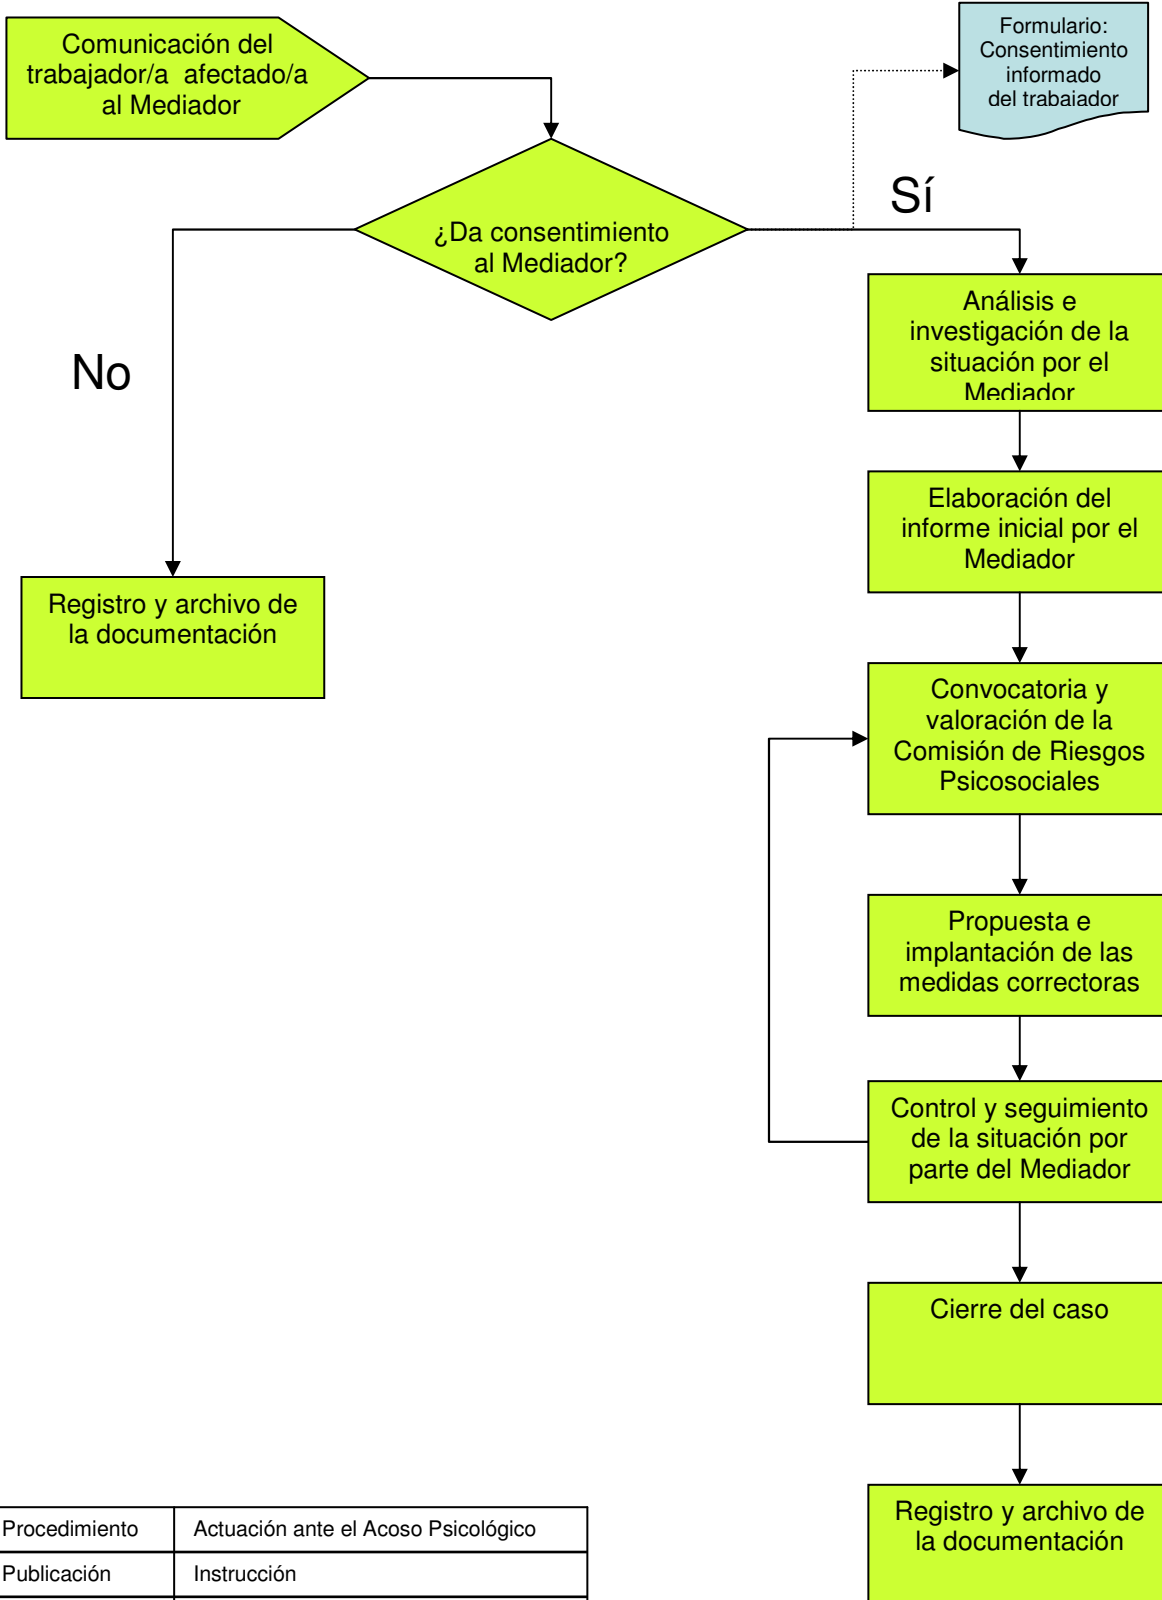 Comunicación del
trabajador/a afectado/a
al Mediador
Formulario:
Consentimiento
informado
del trabajador
¿Da consentimiento
al Mediador?
Sí
No
Análisis e
investigación de la
situación por el
Mediador
Elaboración del
informe inicial por el
Mediador
Registro y archivo de
la documentación
Convocatoria y
valoración de la
Comisión de Riesgos
Psicosociales
Propuesta e
implantación de las
medidas correctoras
Control y seguimiento
de la situación por
parte del Mediador
Cierre del caso
Registro y archivo de
la documentación
Procedimiento Actuación ante el Acoso Psicológico
Publicación Instrucción